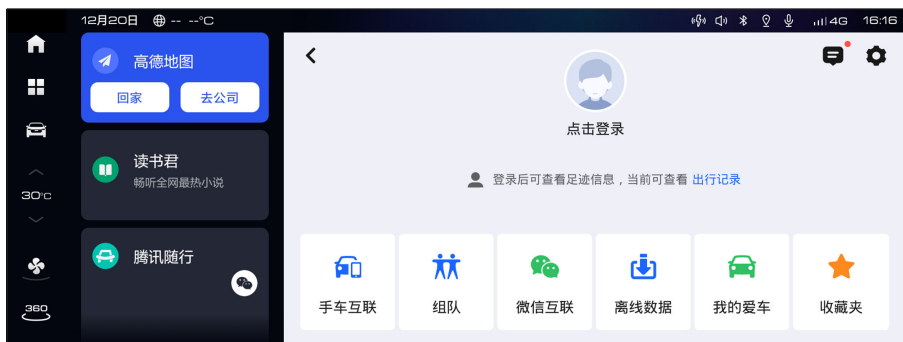 12月20日 -- --°C
4G 16:16
30°C
360
高德地图
回家 去公司
读书君
畅听全网最热小说
腾讯随行
点击登录
登录后可查看足迹信息，当前可查看 出行记录
手车互联 组队 微信互联 离线数据 我的爱车 收藏夹